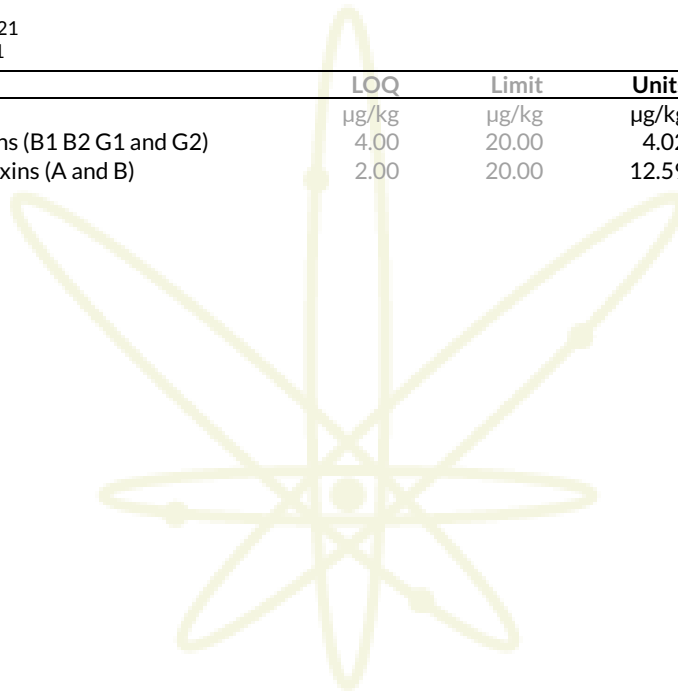 21
1
LOQ Limit Unit
µg/kg µg/kg µg/kg
ns (B1 B2 G1 and G2) 4.00 20.00 4.02
xins (A and B) 2.00 20.00 12.59